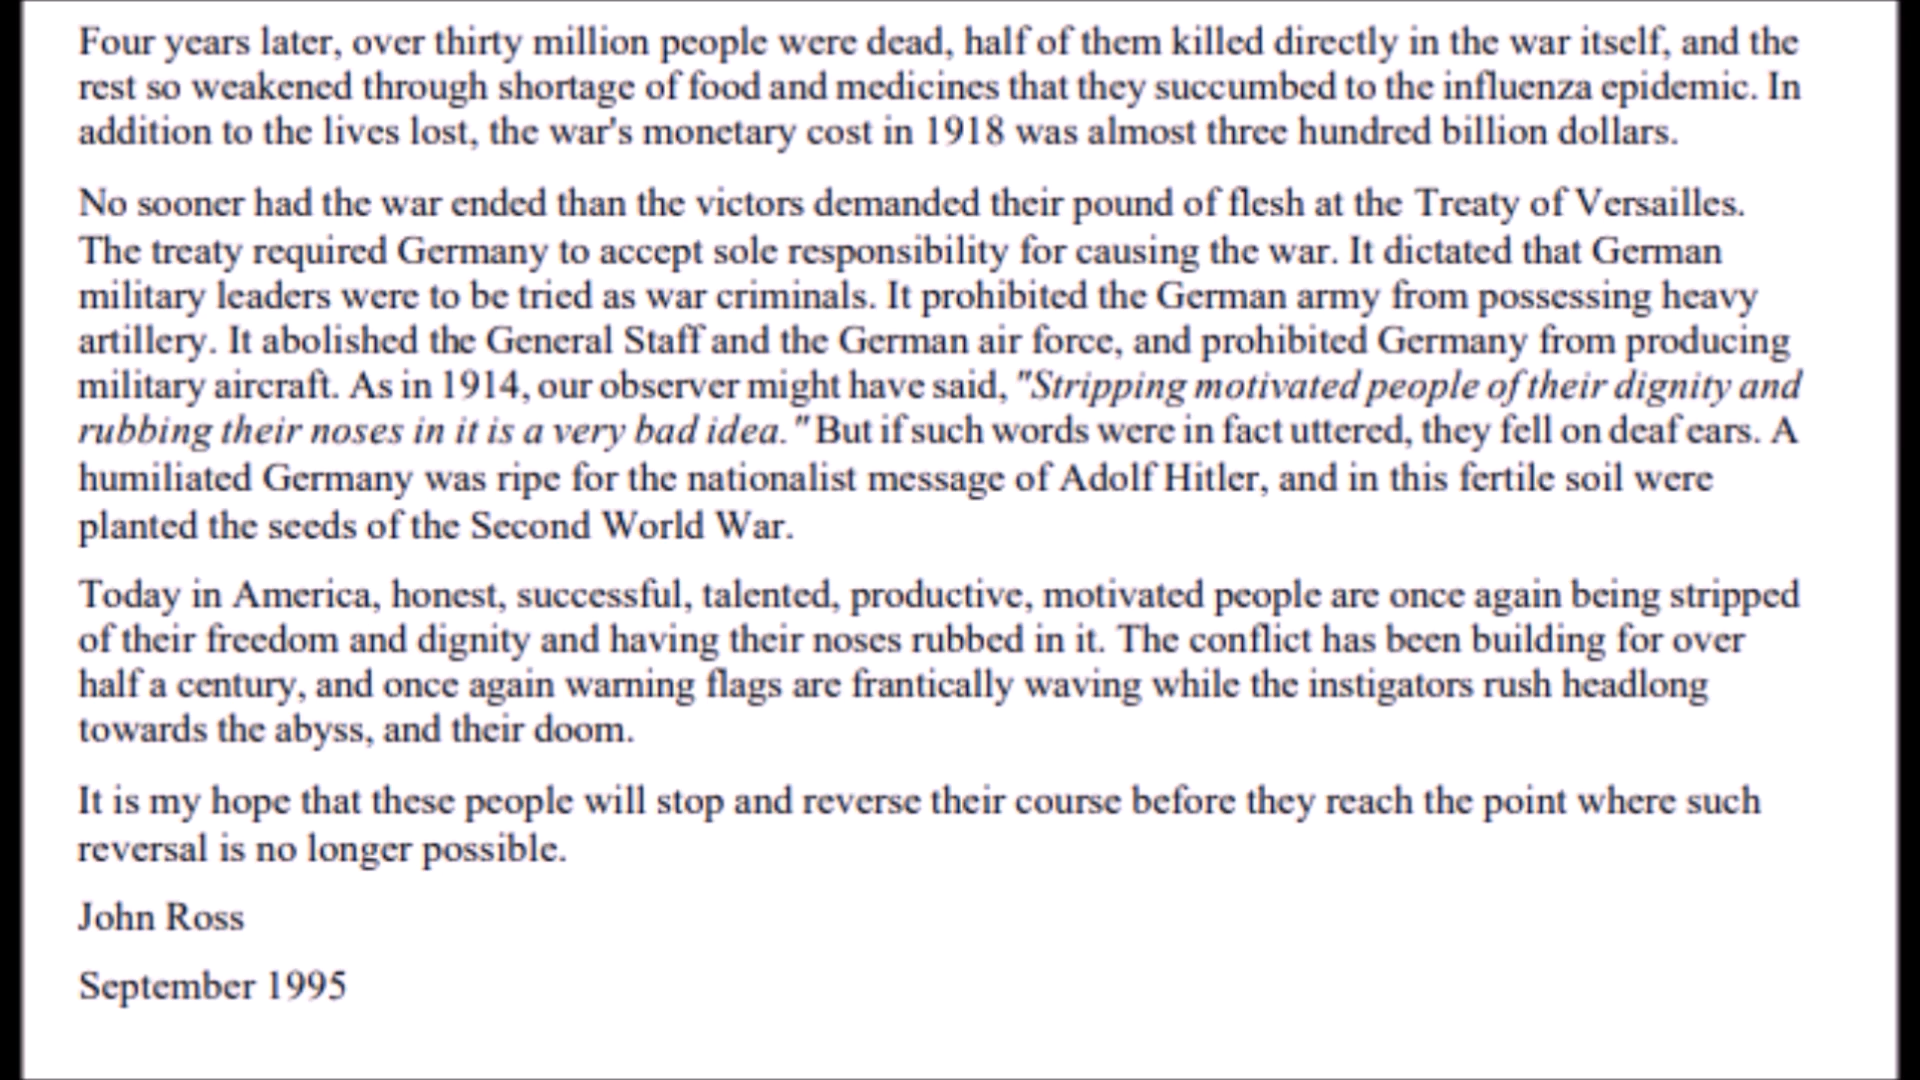 Four years later, over thirty million people were dead, half of them killed directly in the war itself, and the
rest so weakened through shortage of food and medicines that they succumbed to the influenza epidemic. In
addition to the lives lost, the war's monetary cost in 1918 was almost three hundred billion dollars.
No sooner had the war ended than the victors demanded their pound of flesh at the Treaty of Versailles.
The treaty required Germany to accept sole responsibility for causing the war. It dictated that German
military leaders were to be tried as war criminals. It prohibited the German army from possessing heavy
artillery. It abolished the General Staff and the German air force, and prohibited Germany from producing
military aircraft. As in 1914, our observer might have said, "Stripping motivated people of their dignity and
rubbing their noses in it is a very bad idea." But if such words were in fact uttered, they fell on deaf ears. A
humiliated Germany was ripe for the nationalist message of Adolf Hitler, and in this fertile soil were
planted the seeds of the Second World War.
Today in America, honest, successful, talented, productive, motivated people are once again being stripped
of their freedom and dignity and having their noses rubbed in it. The conflict has been building for over
half a century, and once again warning flags are frantically waving while the instigators rush headlong
towards the abyss, and their doom.
It is my hope that these people will stop and reverse their course before they reach the point where such
reversal is no longer possible.
John Ross
September 1995